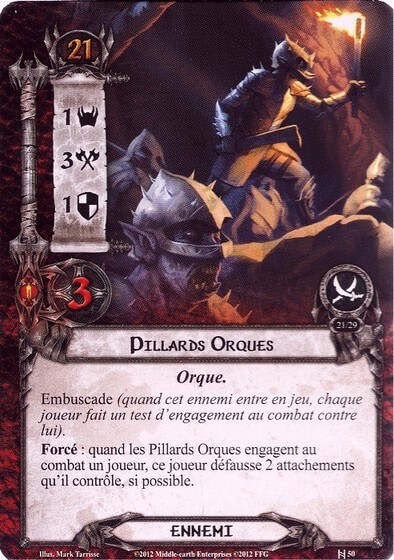 21
1
3
1
3
21/29
Pillards Orques
Orque.
Embuscade (quand cet ennemi entre en jeu, chaque
joueur fait un test d'engagement au combat contre
lui).
Forcé : quand les Pillards Orques engagent au
combat un joueur, ce joueur défausse 2 attachements
qu'il contrôle, si possible.
ENNEMI
Illus. Mark Tarrisse
©2012 Middle-earth Enterprises ©2012 FFG
50